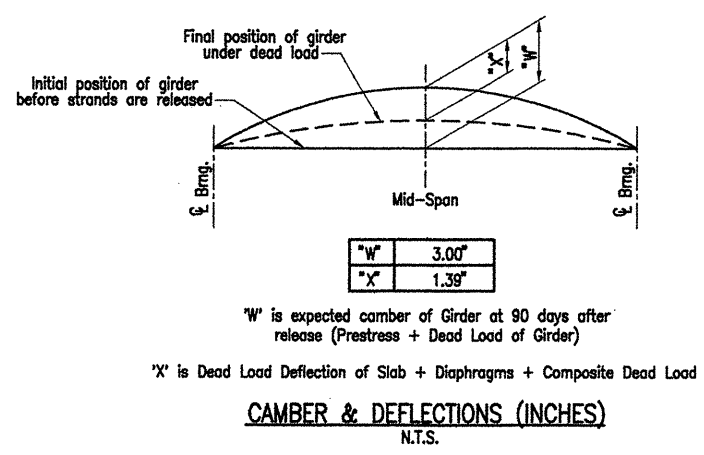 Final position of girder
under dead load
"X"
"W"
Initial position of girder
before strands are released
℄ Brng.
Mid-Span
℄ Brng.
"W" 3.00"
"X" 1.39"
'W' is expected camber of Girder at 90 days after
release (Prestress + Dead Load of Girder)
'X' is Dead Load Deflection of Slab + Diaphragms + Composite Dead Load
CAMBER & DEFLECTIONS (INCHES)
N.T.S.